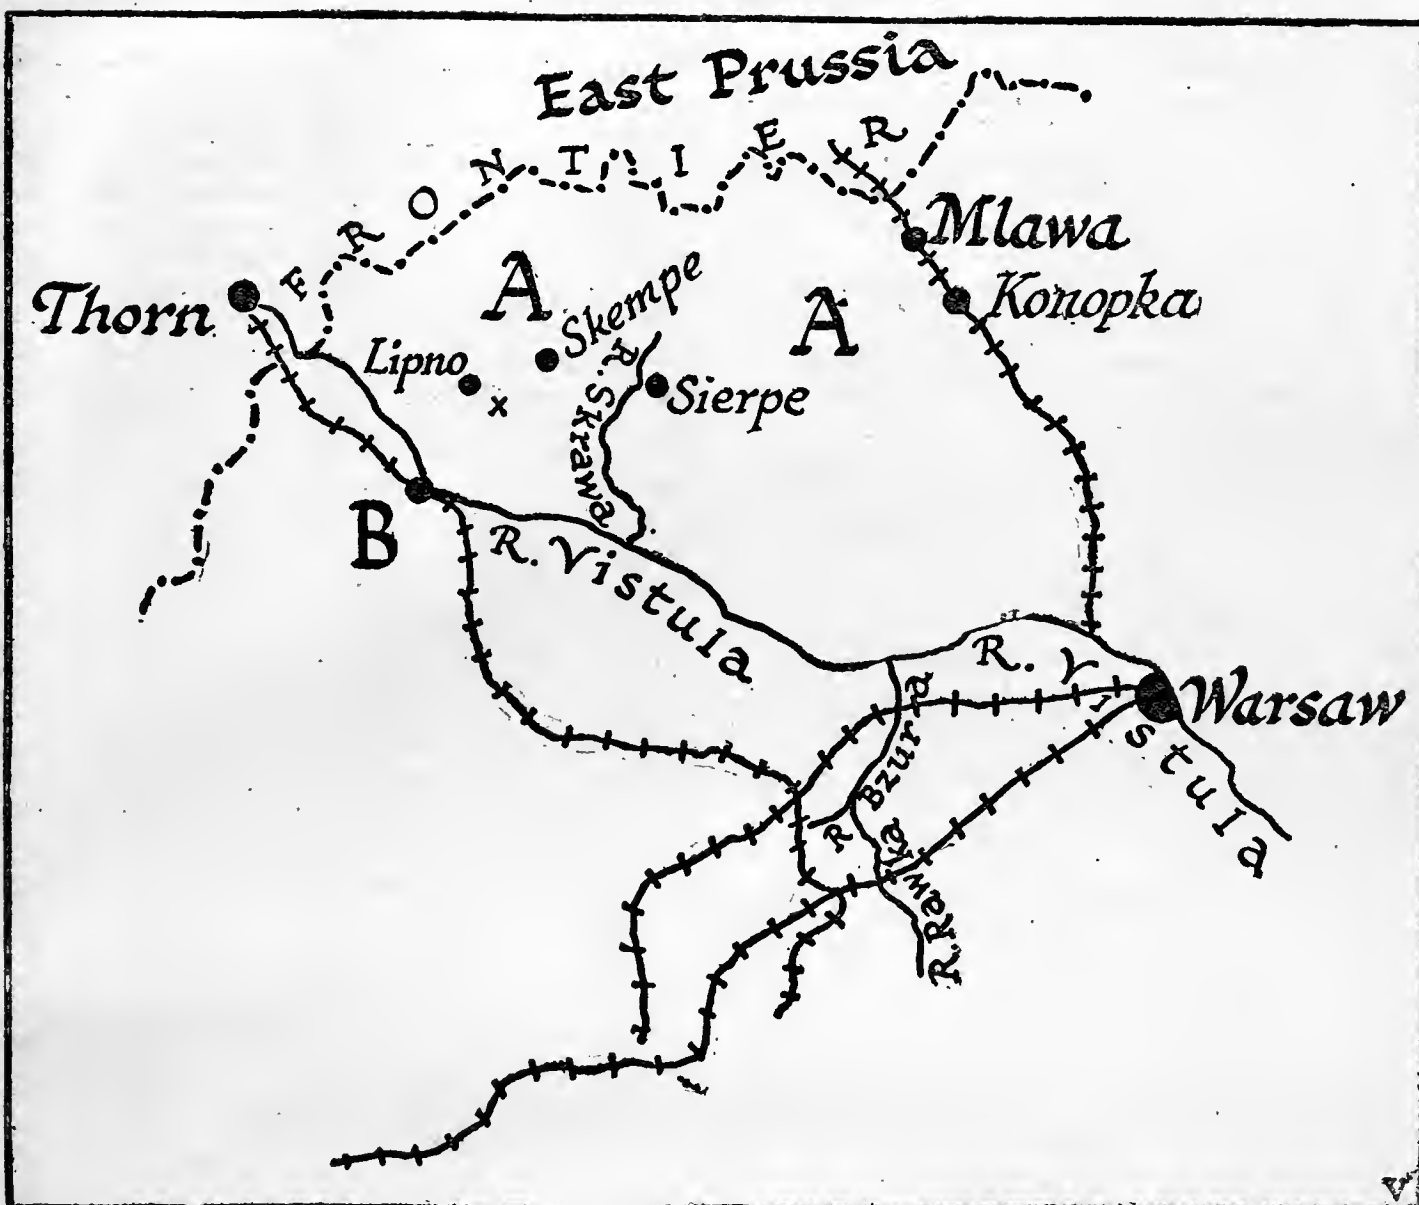 East Prussia
FRONTIER
Mlawa
Konopka
Thorn
A
Skempe
A
Lipno
x
R. Skrawa
Sierpe
B
R. Vistula
R. Vistula
Warsaw
R Bzura
R. Rawka